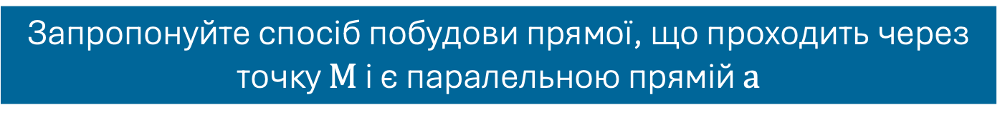 Запропонуйте спосіб побудови прямої, що проходить через
точку M і є паралельною прямій a